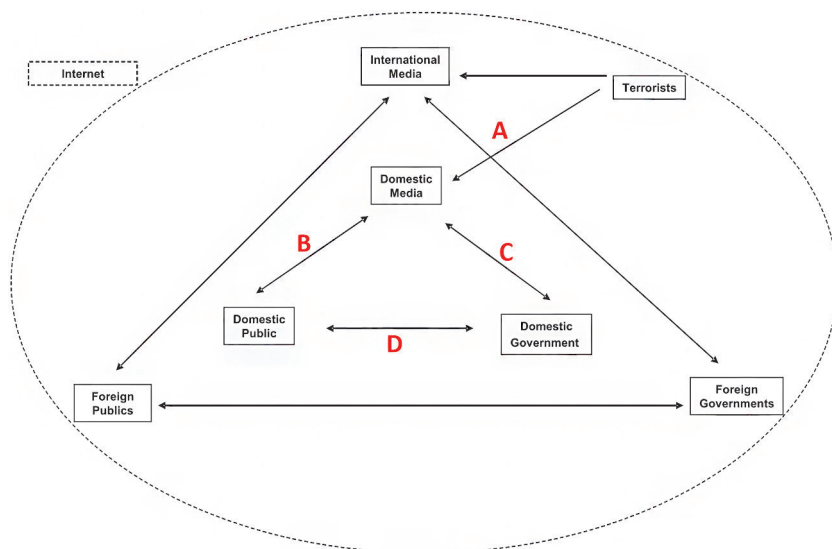 International
Media
Internet
Terrorists
A
Domestic
Media
B
C
Domestic
Public
Domestic
Government
D
Foreign
Publics
Foreign
Governments